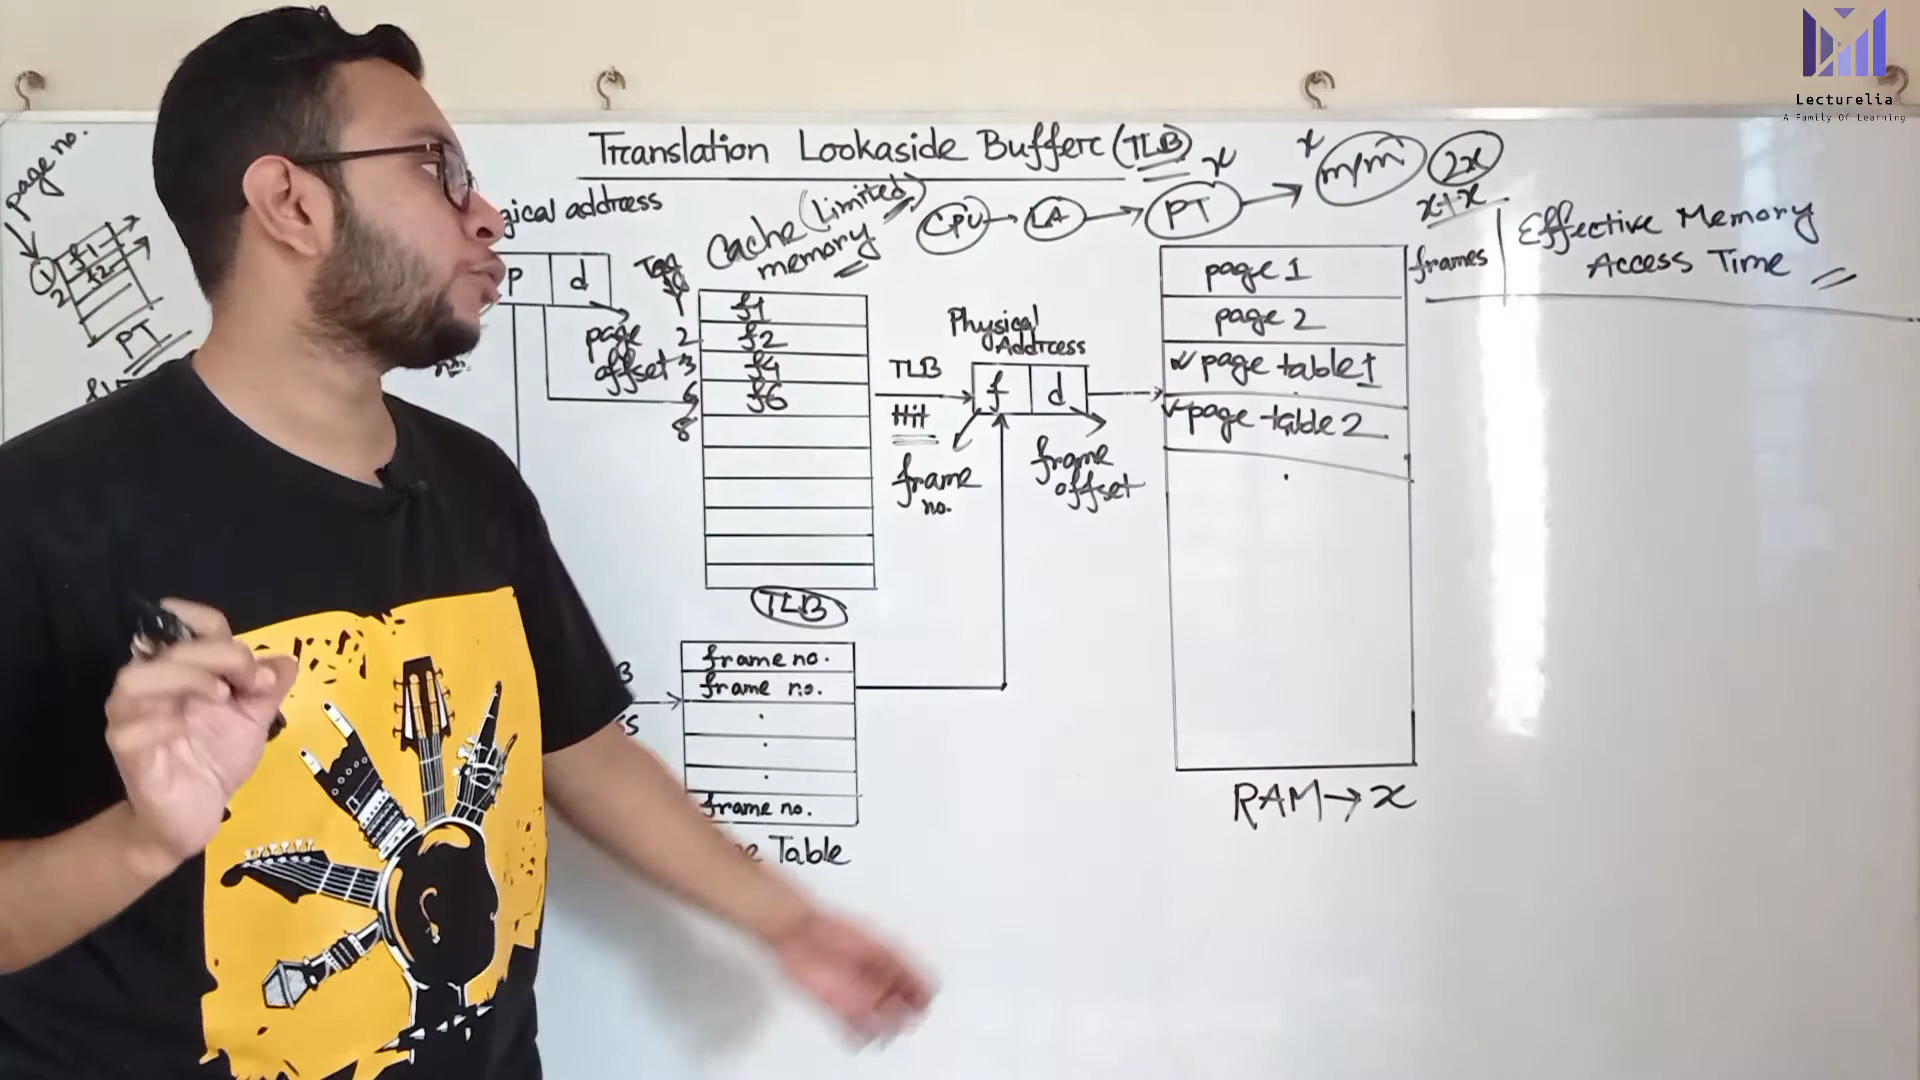 Lecturelia
A Family Of Learning
Translation Lookaside Buffer (TLB)
page no.
1 f1
2 f2
PT
gical address
p d
page
offset
Cache (Limited)
memory
Tag
1 f1
2 f2
3 f4
6 f6
8
TLB
CPU → LA → PT → m/m
x
x
2x
x+x
TLB
Hit
frame
no.
Physical
Address
f d
frame
offset
page 1
page 2
page table 1
page table 2
frames
RAM → x
Effective Memory
Access Time
B
SS
frame no.
frame no.
frame no.
Table